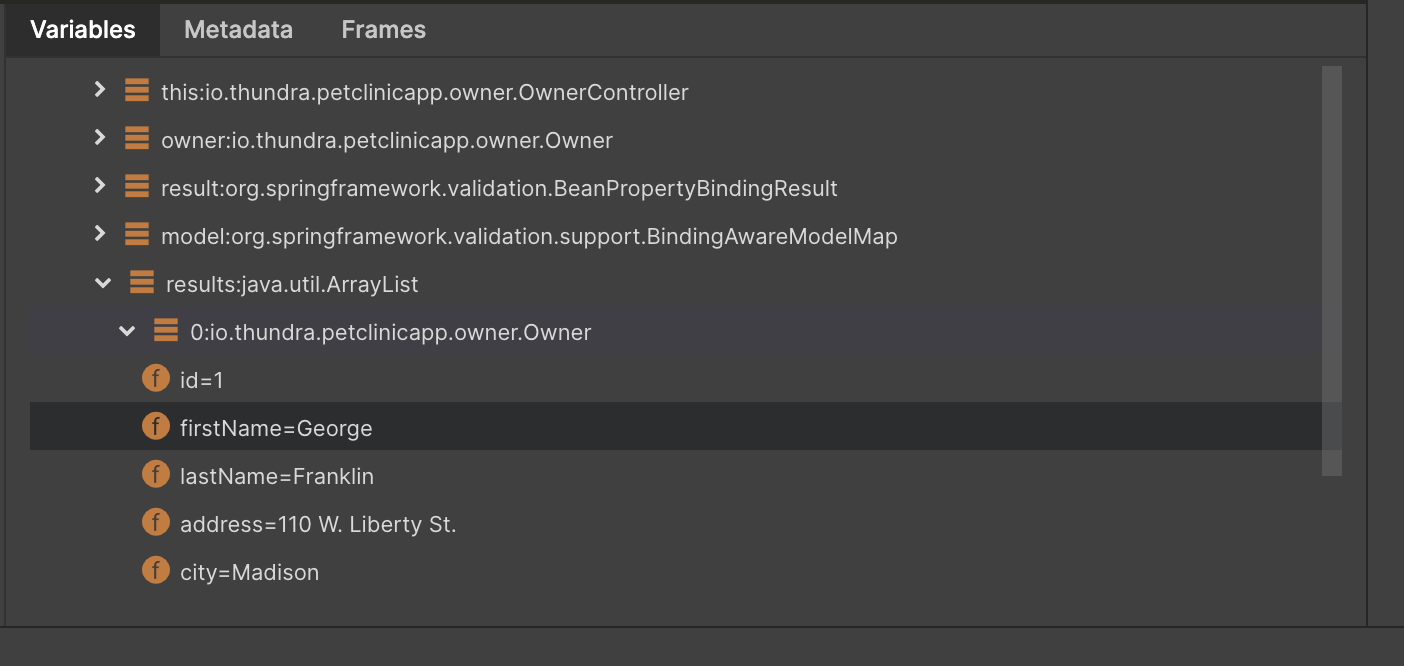 Variables Metadata Frames
this:io.thundra.petclinicapp.owner.OwnerController
owner:io.thundra.petclinicapp.owner.Owner
result:org.springframework.validation.BeanPropertyBindingResult
model:org.springframework.validation.support.BindingAwareModelMap
results:java.util.ArrayList
0:io.thundra.petclinicapp.owner.Owner
f id=1
f firstName=George
f lastName=Franklin
f address=110 W. Liberty St.
f city=Madison